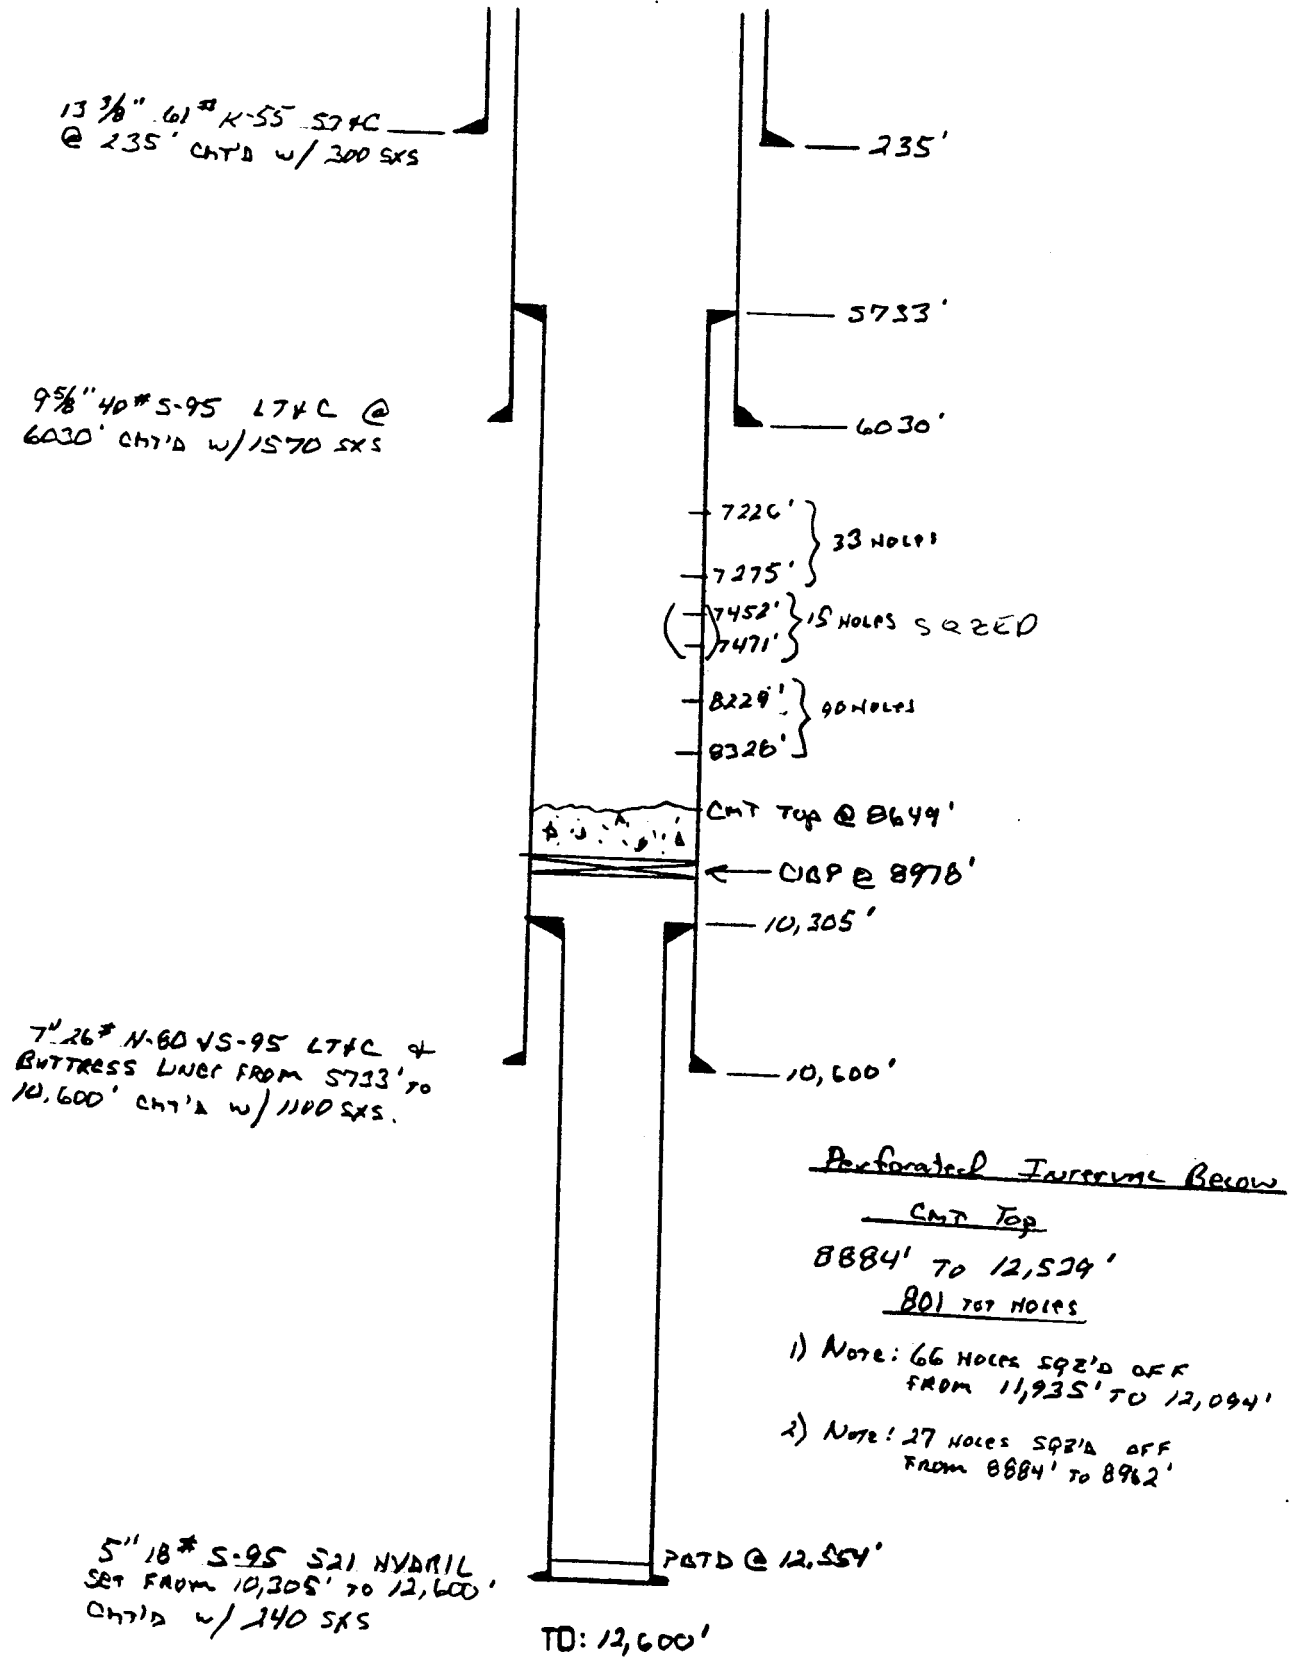 13 3/8" 61# K-55 ST&C
@ 235' CMT'D w/ 300 SXS
235'
5733'
9 5/8" 40# S-95 LT&C @
6030' CMT'D w/ 1570 SXS
6030'
7226'
33 HOLES
7275'
7452'
15 HOLES SQZED
7471'
8229'
90 HOLES
8328'
CMT TOP @ 8649'
CIBP @ 8978'
10,305'
7" 26# N-80 & S-95 LT&C &
BUTTRESS LINER FROM 5733' TO
10,600' CMT'D w/ 1100 SXS.
10,600'
Perforated INTERVAL BELOW
CMT TOP
8884' TO 12,529'
801 TOT HOLES
1) NOTE: 66 HOLES SQZ'D OFF
FROM 11,935' TO 12,094'
2) NOTE: 27 HOLES SQZ'D OFF
FROM 8884' TO 8962'
5" 18# S-95 521 HYDRIL
SET FROM 10,305' TO 12,600'
CMT'D w/ 240 SXS
PBTD @ 12,554'
TD: 12,600'